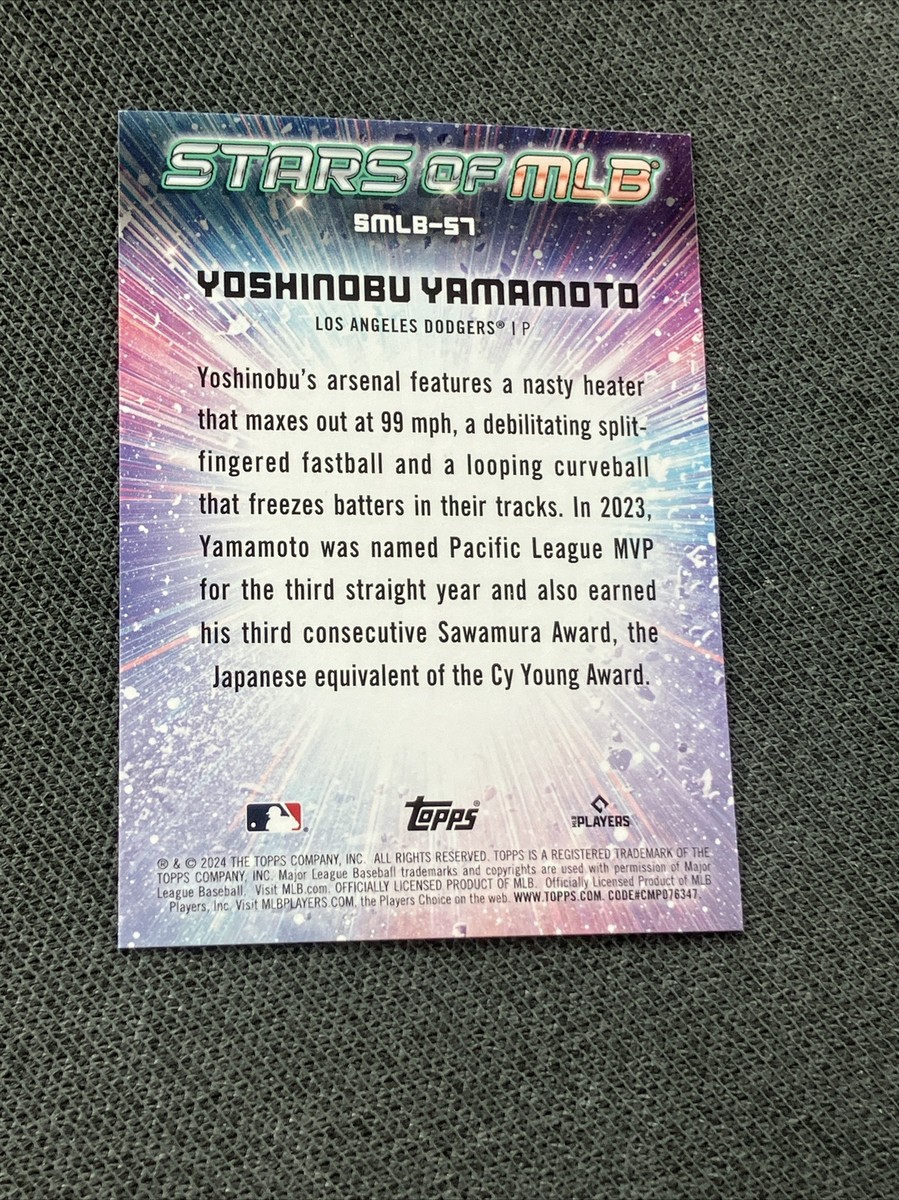 STARS OF MLB®
SMLB-57
YOSHINOBU YAMAMOTO
LOS ANGELES DODGERS® | P
Yoshinobu's arsenal features a nasty heater
that maxes out at 99 mph, a debilitating split-
fingered fastball and a looping curveball
that freezes batters in their tracks. In 2023,
Yamamoto was named Pacific League MVP
for the third straight year and also earned
his third consecutive Sawamura Award, the
Japanese equivalent of the Cy Young Award.
topps® PLAYERS
® & © 2024 THE TOPPS COMPANY, INC. ALL RIGHTS RESERVED. TOPPS IS A REGISTERED TRADEMARK OF THE
TOPPS COMPANY, INC. Major League Baseball trademarks and copyrights are used with permission of Major
League Baseball. Visit MLB.com. OFFICIALLY LICENSED PRODUCT OF MLB. Officially Licensed Product of MLB
Players, Inc. Visit MLBPLAYERS.COM, the Players Choice on the web. WWW.TOPPS.COM. CODE#CMP076347